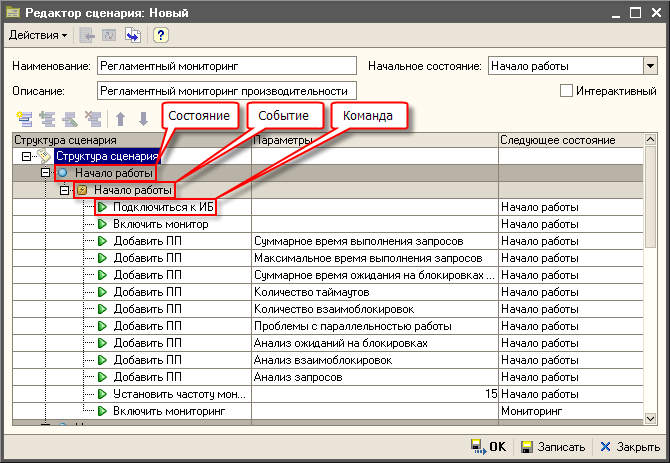 Редактор сценария: Новый
Действия
Наименование: Регламентный мониторинг Начальное состояние: Начало работы
Описание: Регламентный мониторинг производительности Интерактивный
Состояние Событие Команда
Структура сценария Параметры Следующее состояние
Структура сценария
Начало работы
Начало работы
Подключиться к ИБ Начало работы
Включить монитор Начало работы
Добавить ПП Суммарное время выполнения запросов Начало работы
Добавить ПП Максимальное время выполнения запросов Начало работы
Добавить ПП Суммарное время ожидания на блокировках ... Начало работы
Добавить ПП Количество таймаутов Начало работы
Добавить ПП Количество взаимоблокировок Начало работы
Добавить ПП Проблемы с параллельностью работы Начало работы
Добавить ПП Анализ ожиданий на блокировках Начало работы
Добавить ПП Анализ взаимоблокировок Начало работы
Добавить ПП Анализ запросов Начало работы
Установить частоту мон... 15 Начало работы
Включить мониторинг Мониторинг
OK Записать Закрыть